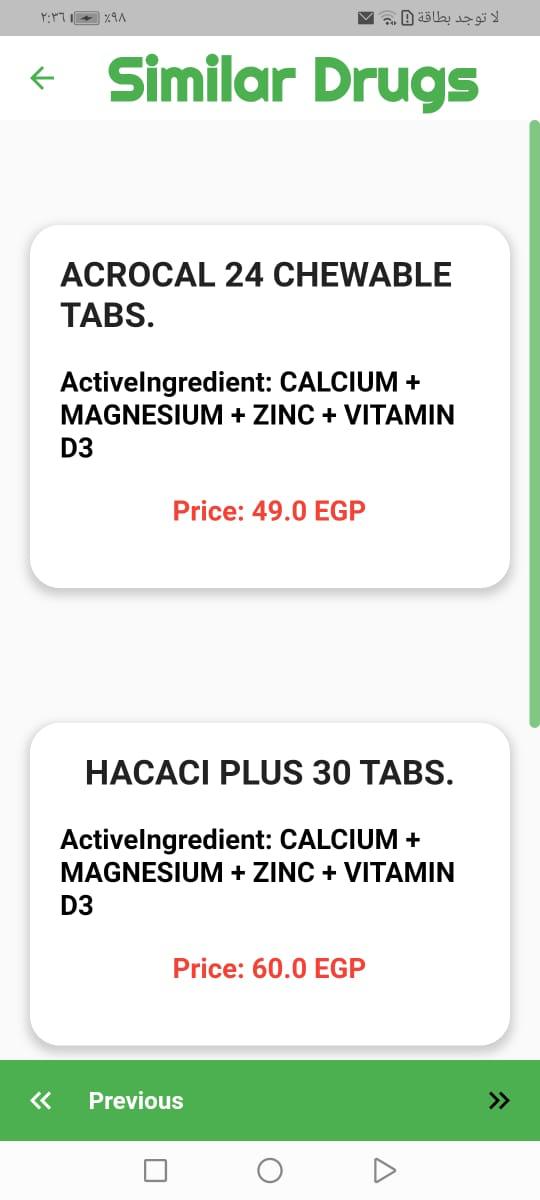 ٢:٣٦ ٪٩٨ لا توجد بطاقة
Similar Drugs
ACROCAL 24 CHEWABLE
TABS.
ActiveIngredient: CALCIUM +
MAGNESIUM + ZINC + VITAMIN
D3
Price: 49.0 EGP
HACACI PLUS 30 TABS.
ActiveIngredient: CALCIUM +
MAGNESIUM + ZINC + VITAMIN
D3
Price: 60.0 EGP
Previous